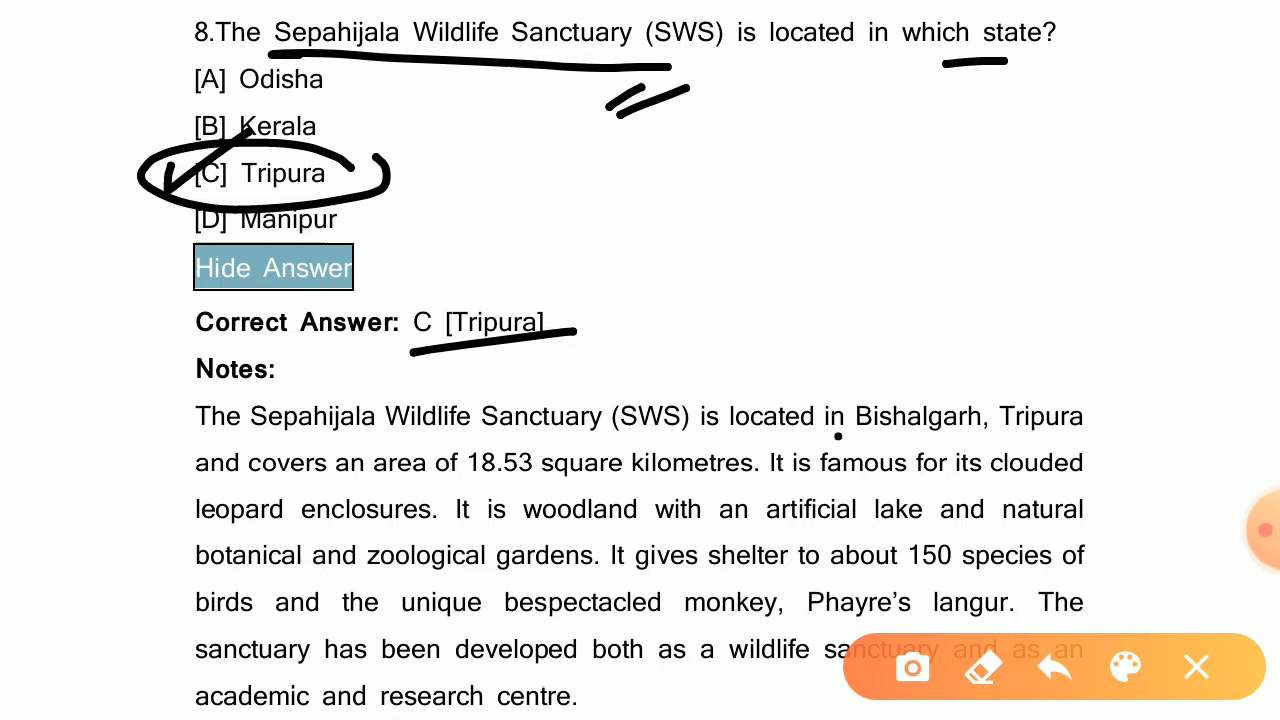 8.The Sepahijala Wildlife Sanctuary (SWS) is located in which state?
[A] Odisha
[B] Kerala
[C] Tripura
[D] Manipur
Hide Answer
Correct Answer: C [Tripura]
Notes:
The Sepahijala Wildlife Sanctuary (SWS) is located in Bishalgarh, Tripura
and covers an area of 18.53 square kilometres. It is famous for its clouded
leopard enclosures. It is woodland with an artificial lake and natural
botanical and zoological gardens. It gives shelter to about 150 species of
birds and the unique bespectacled monkey, Phayre’s langur. The
sanctuary has been developed both as a wildlife sanctuary and as an
academic and research centre.